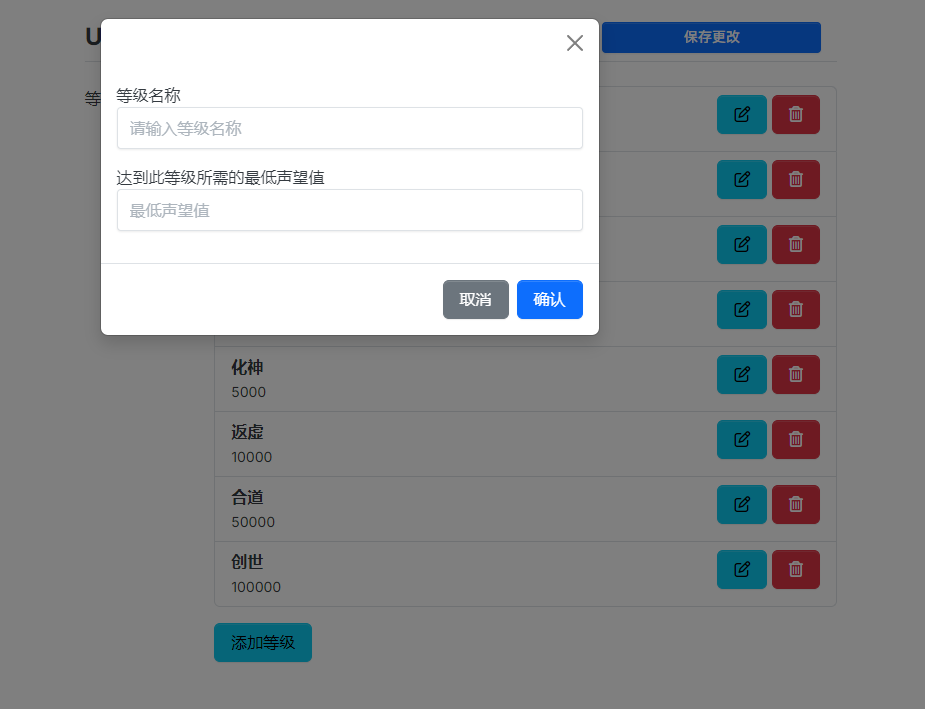 U
保存更改
等
等级名称
请输入等级名称
达到此等级所需的最低声望值
最低声望值
取消
确认
化神
5000
返虚
10000
合道
50000
创世
100000
添加等级